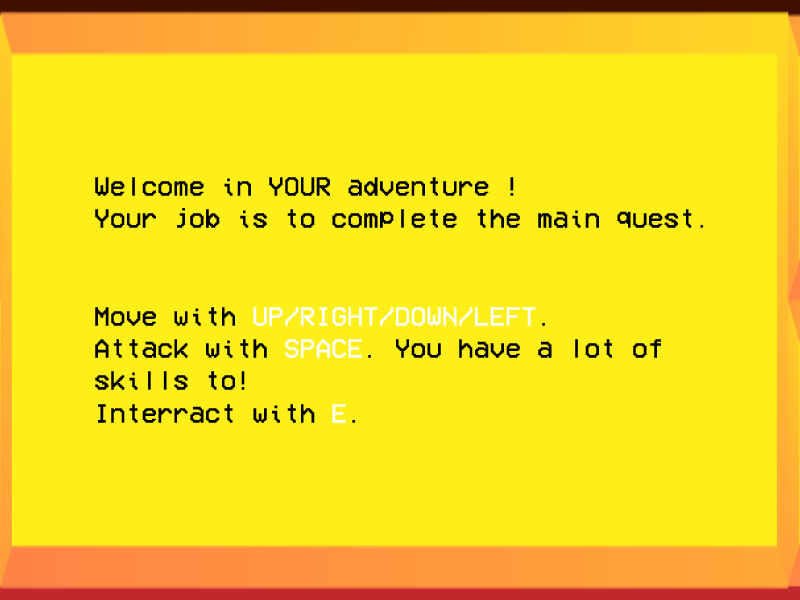 Welcome in YOUR adventure !
Your job is to complete the main quest.
Move with UP/RIGHT/DOWN/LEFT.
Attack with SPACE. You have a lot of
skills to!
Interract with E.